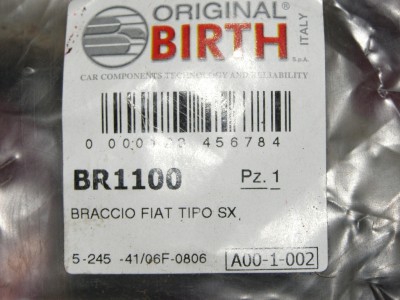 ORIGINAL
BIRTH S.p.A.
ITALY
CAR COMPONENTS TECHNOLOGY AND RELIABILITY
456784
BR1100 Pz. 1
BRACCIO FIAT TIPO SX
5-245 -41/06F-0806 A00-1-002